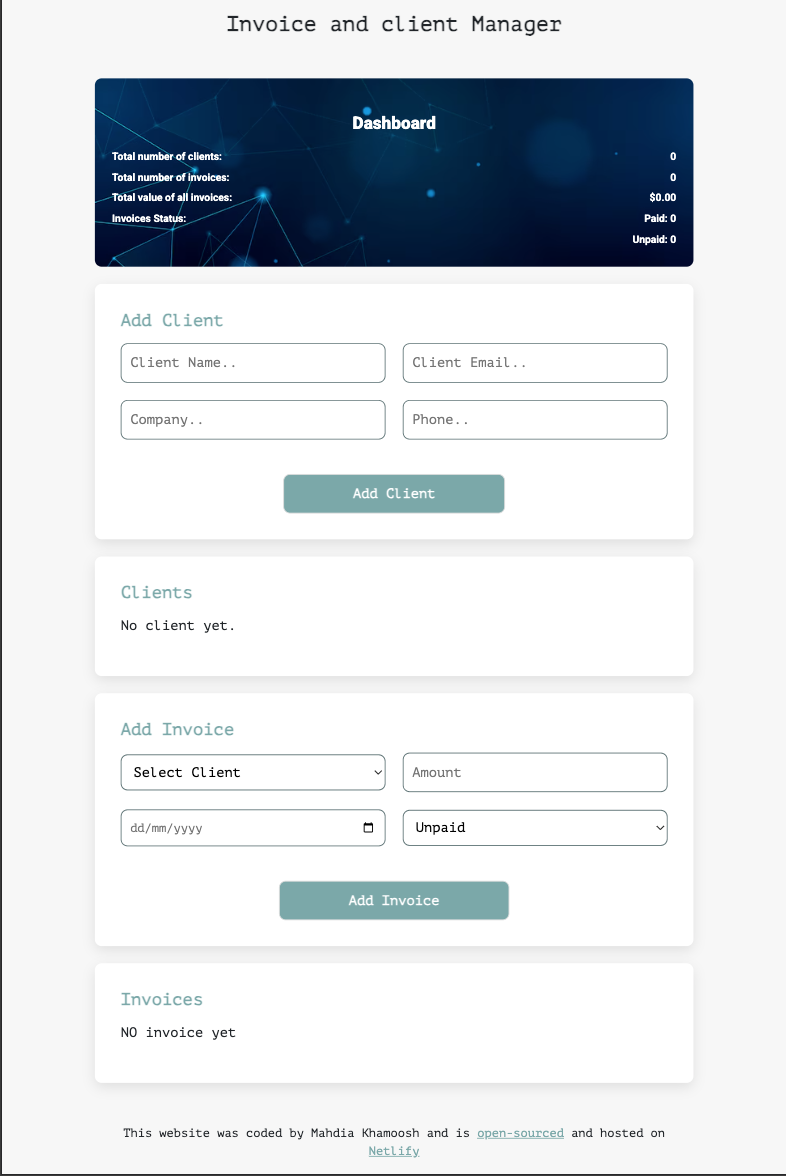 Invoice and client Manager
Dashboard
Total number of clients: 0
Total number of invoices: 0
Total value of all invoices: $0.00
Invoices Status: Paid: 0
Unpaid: 0
Add Client
Client Name.. Client Email..
Company.. Phone..
Add Client
Clients
No client yet.
Add Invoice
Select Client Amount
dd/mm/yyyy Unpaid
Add Invoice
Invoices
NO invoice yet
This website was coded by Mahdia Khamoosh and is open-sourced and hosted on
Netlify